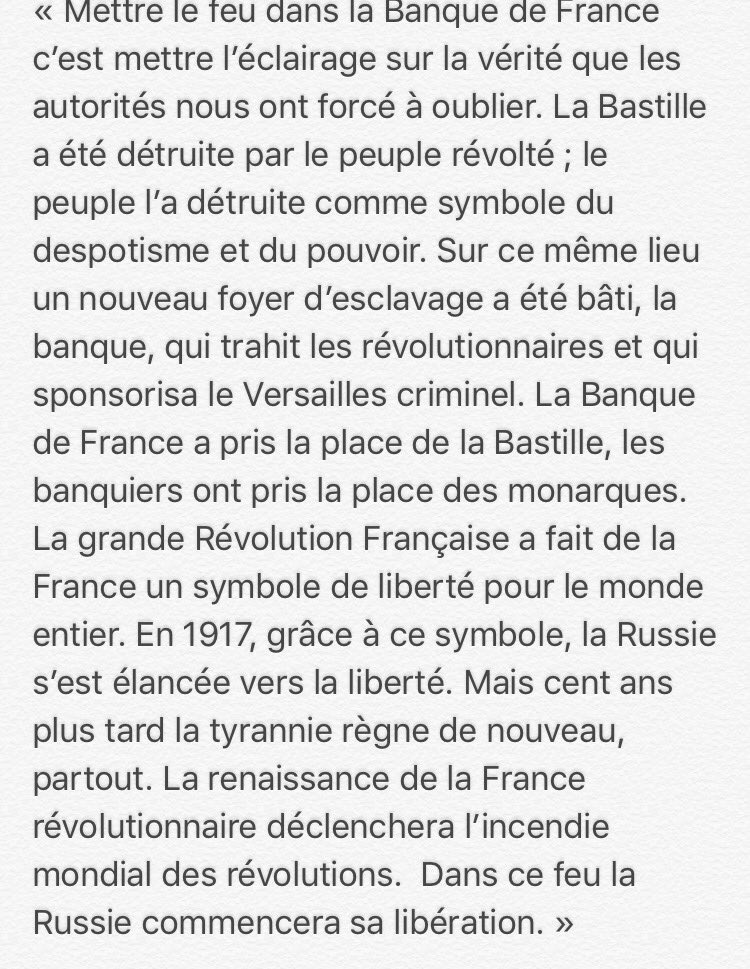 « Mettre le feu dans la Banque de France
c’est mettre l’éclairage sur la vérité que les
autorités nous ont forcé à oublier. La Bastille
a été détruite par le peuple révolté ; le
peuple l’a détruite comme symbole du
despotisme et du pouvoir. Sur ce même lieu
un nouveau foyer d’esclavage a été bâti, la
banque, qui trahit les révolutionnaires et qui
sponsorisa le Versailles criminel. La Banque
de France a pris la place de la Bastille, les
banquiers ont pris la place des monarques.
La grande Révolution Française a fait de la
France un symbole de liberté pour le monde
entier. En 1917, grâce à ce symbole, la Russie
s’est élancée vers la liberté. Mais cent ans
plus tard la tyrannie règne de nouveau,
partout. La renaissance de la France
révolutionnaire déclenchera l’incendie
mondial des révolutions.  Dans ce feu la
Russie commencera sa libération. »